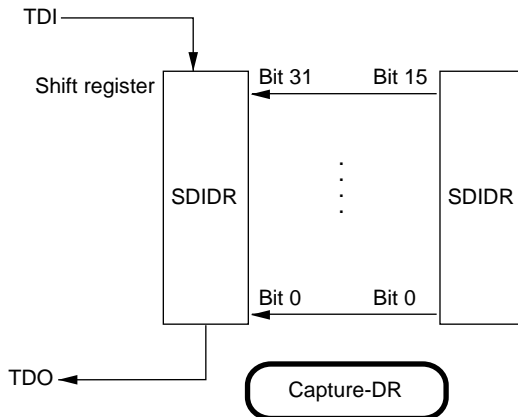 TDI
Shift register
Bit 31 Bit 15
SDIDR SDIDR
Bit 0 Bit 0
TDO
Capture-DR